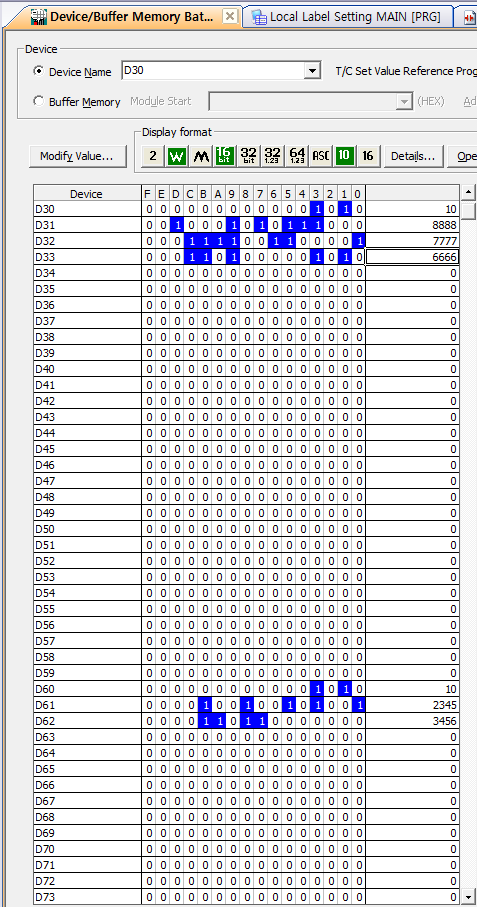 Device/Buffer Memory Bat... Local Label Setting MAIN [PRG]
Device
Device Name D30 T/C Set Value Reference Prog
Buffer Memory Module Start (HEX) Ad
Display format
Modify Value... 2 W M 16 bit 32 bit 32 1.23 64 1.23 ASC 10 16 Details... Ope
Device F E D C B A 9 8 7 6 5 4 3 2 1 0
D30 0 0 0 0 0 0 0 0 0 0 0 0 1 0 1 0 10
D31 0 0 1 0 0 0 1 0 1 0 1 1 1 0 0 0 8888
D32 0 0 0 1 1 1 1 0 0 1 1 0 0 0 0 1 7777
D33 0 0 0 1 1 0 1 0 0 0 0 0 1 0 1 0 6666
D34 0 0 0 0 0 0 0 0 0 0 0 0 0 0 0 0 0
D35 0 0 0 0 0 0 0 0 0 0 0 0 0 0 0 0 0
D36 0 0 0 0 0 0 0 0 0 0 0 0 0 0 0 0 0
D37 0 0 0 0 0 0 0 0 0 0 0 0 0 0 0 0 0
D38 0 0 0 0 0 0 0 0 0 0 0 0 0 0 0 0 0
D39 0 0 0 0 0 0 0 0 0 0 0 0 0 0 0 0 0
D40 0 0 0 0 0 0 0 0 0 0 0 0 0 0 0 0 0
D41 0 0 0 0 0 0 0 0 0 0 0 0 0 0 0 0 0
D42 0 0 0 0 0 0 0 0 0 0 0 0 0 0 0 0 0
D43 0 0 0 0 0 0 0 0 0 0 0 0 0 0 0 0 0
D44 0 0 0 0 0 0 0 0 0 0 0 0 0 0 0 0 0
D45 0 0 0 0 0 0 0 0 0 0 0 0 0 0 0 0 0
D46 0 0 0 0 0 0 0 0 0 0 0 0 0 0 0 0 0
D47 0 0 0 0 0 0 0 0 0 0 0 0 0 0 0 0 0
D48 0 0 0 0 0 0 0 0 0 0 0 0 0 0 0 0 0
D49 0 0 0 0 0 0 0 0 0 0 0 0 0 0 0 0 0
D50 0 0 0 0 0 0 0 0 0 0 0 0 0 0 0 0 0
D51 0 0 0 0 0 0 0 0 0 0 0 0 0 0 0 0 0
D52 0 0 0 0 0 0 0 0 0 0 0 0 0 0 0 0 0
D53 0 0 0 0 0 0 0 0 0 0 0 0 0 0 0 0 0
D54 0 0 0 0 0 0 0 0 0 0 0 0 0 0 0 0 0
D55 0 0 0 0 0 0 0 0 0 0 0 0 0 0 0 0 0
D56 0 0 0 0 0 0 0 0 0 0 0 0 0 0 0 0 0
D57 0 0 0 0 0 0 0 0 0 0 0 0 0 0 0 0 0
D58 0 0 0 0 0 0 0 0 0 0 0 0 0 0 0 0 0
D59 0 0 0 0 0 0 0 0 0 0 0 0 0 0 0 0 0
D60 0 0 0 0 0 0 0 0 0 0 0 0 1 0 1 0 10
D61 0 0 0 0 1 0 0 1 0 0 1 0 1 0 0 1 2345
D62 0 0 0 0 1 1 0 1 1 0 0 0 0 0 0 0 3456
D63 0 0 0 0 0 0 0 0 0 0 0 0 0 0 0 0 0
D64 0 0 0 0 0 0 0 0 0 0 0 0 0 0 0 0 0
D65 0 0 0 0 0 0 0 0 0 0 0 0 0 0 0 0 0
D66 0 0 0 0 0 0 0 0 0 0 0 0 0 0 0 0 0
D67 0 0 0 0 0 0 0 0 0 0 0 0 0 0 0 0 0
D68 0 0 0 0 0 0 0 0 0 0 0 0 0 0 0 0 0
D69 0 0 0 0 0 0 0 0 0 0 0 0 0 0 0 0 0
D70 0 0 0 0 0 0 0 0 0 0 0 0 0 0 0 0 0
D71 0 0 0 0 0 0 0 0 0 0 0 0 0 0 0 0 0
D72 0 0 0 0 0 0 0 0 0 0 0 0 0 0 0 0 0
D73 0 0 0 0 0 0 0 0 0 0 0 0 0 0 0 0 0